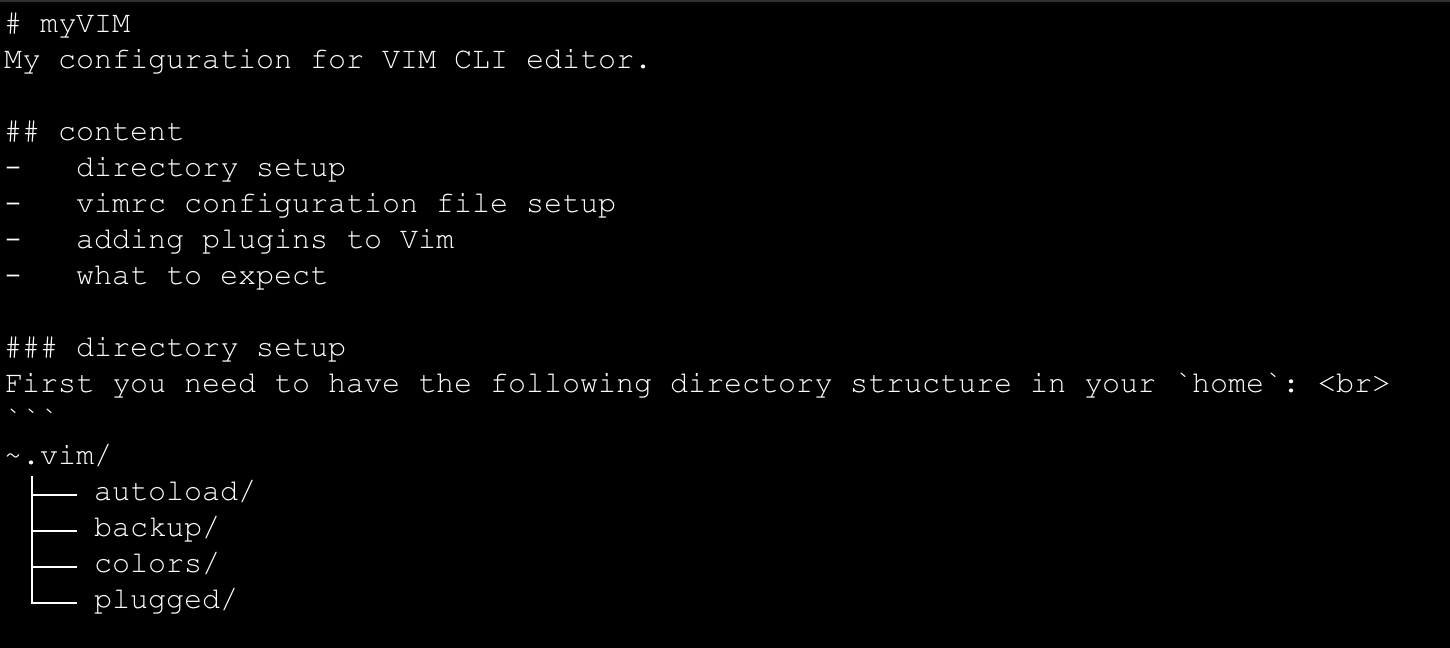 # myVIM
My configuration for VIM CLI editor.
## content
-   directory setup
-   vimrc configuration file setup
-   adding plugins to Vim
-   what to expect
### directory setup
First you need to have the following directory structure in your `home`: <br>
```
~.vim/
 ├── autoload/
 ├── backup/
 ├── colors/
 └── plugged/